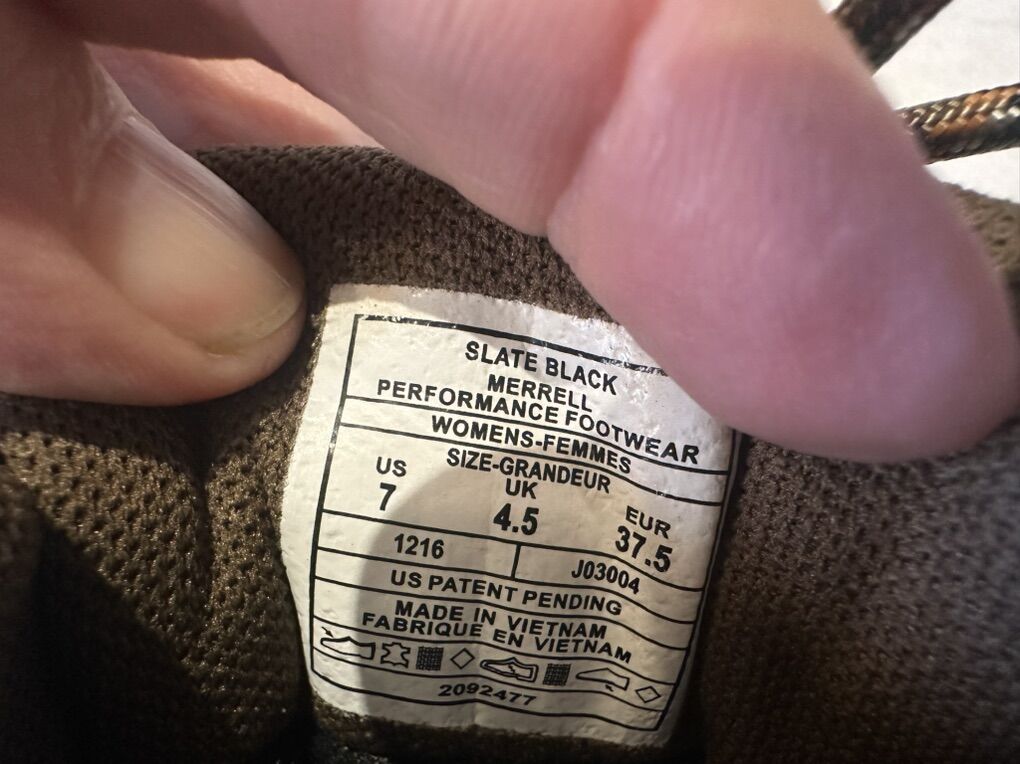 SLATE BLACK
MERRELL
PERFORMANCE FOOTWEAR
WOMENS-FEMMES
SIZE-GRANDEUR
US UK EUR
7 4.5 37.5
1216 J03004
US PATENT PENDING
MADE IN VIETNAM
FABRIQUE EN VIETNAM
2092477